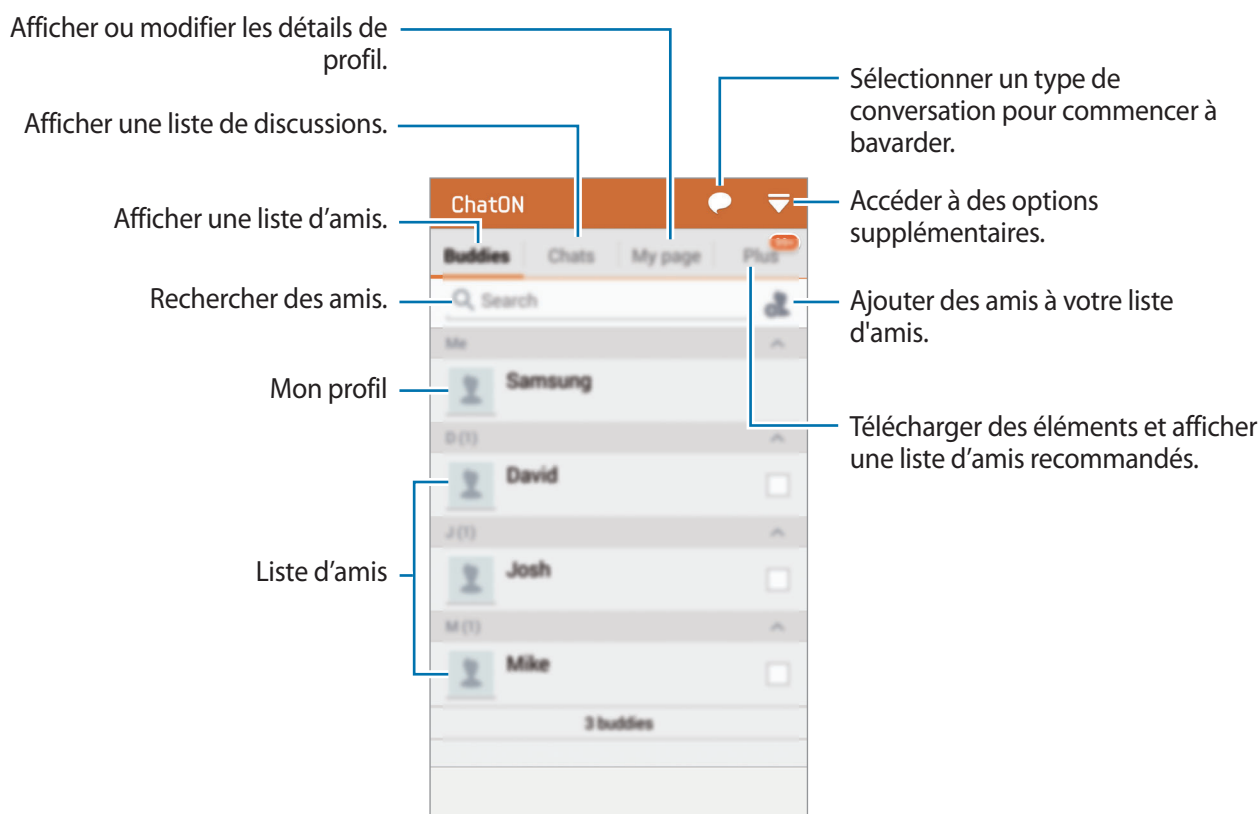 Afficher ou modifier les détails de
profil.
Afficher une liste de discussions.
Afficher une liste d’amis.
Rechercher des amis.
Mon profil
Liste d’amis
Sélectionner un type de
conversation pour commencer à
bavarder.
Accéder à des options
supplémentaires.
Ajouter des amis à votre liste
d'amis.
Télécharger des éléments et afficher
une liste d’amis recommandés.
ChatON
Buddies Chats My page Plus
Search
Me
Samsung
D (1)
David
J (1)
Josh
M (1)
Mike
3 buddies